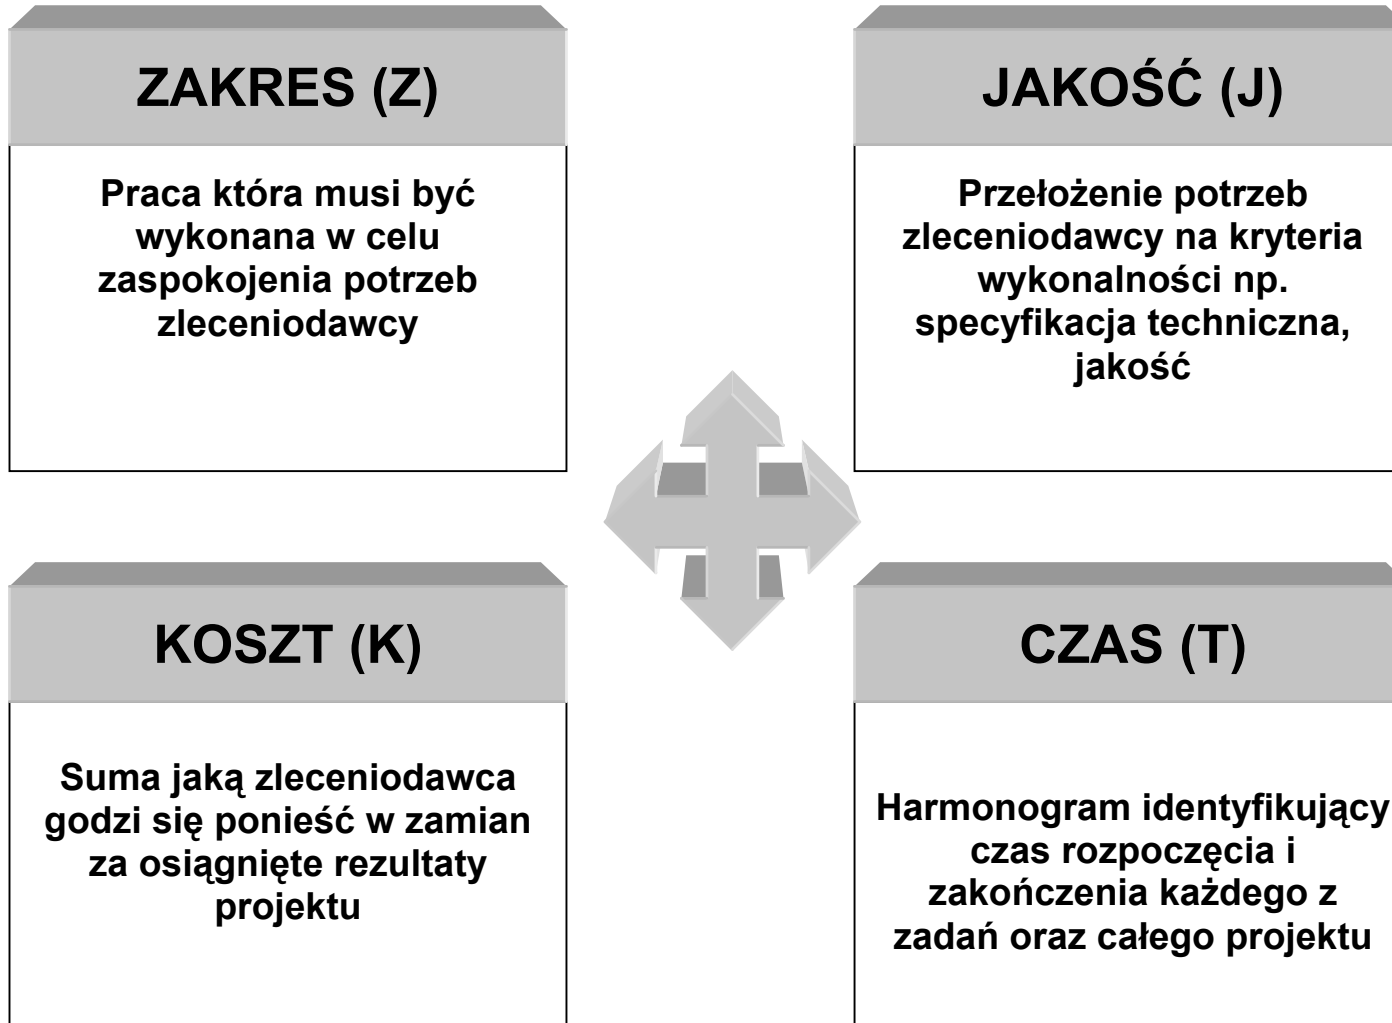 ZAKRES (Z)
Praca która musi być
wykonana w celu
zaspokojenia potrzeb
zleceniodawcy
JAKOŚĆ (J)
Przełożenie potrzeb
zleceniodawcy na kryteria
wykonalności np.
specyfikacja techniczna,
jakość
KOSZT (K)
Suma jaką zleceniodawca
godzi się ponieść w zamian
za osiągnięte rezultaty
projektu
CZAS (T)
Harmonogram identyfikujący
czas rozpoczęcia i
zakończenia każdego z
zadań oraz całego projektu